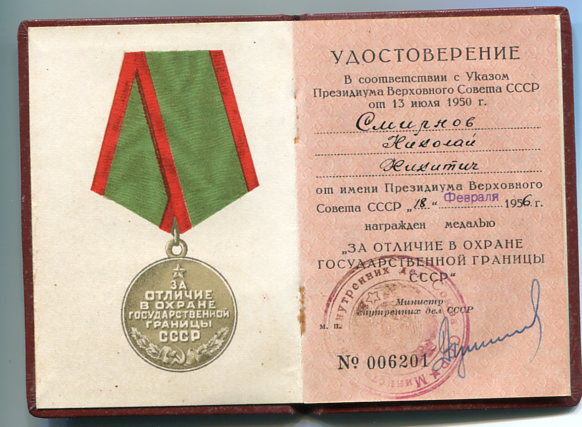 ЗА
ОТЛИЧИЕ
В ОХРАНЕ
ГОСУДАРСТВЕННОЙ
ГРАНИЦЫ
СССР
УДОСТОВЕРЕНИЕ
В соответствии с Указом
Президиума Верховного Совета СССР
от 13 июля 1950 г.
Смирнов
Николай
Никитич
от имени Президиума Верховного
Совета СССР „18“ Февраля 1956 г.
награжден медалью
„ЗА ОТЛИЧИЕ В ОХРАНЕ
ГОСУДАРСТВЕННОЙ ГРАНИЦЫ
СССР“
Министр
внутренних дел СССР
м. п.
№ 006201